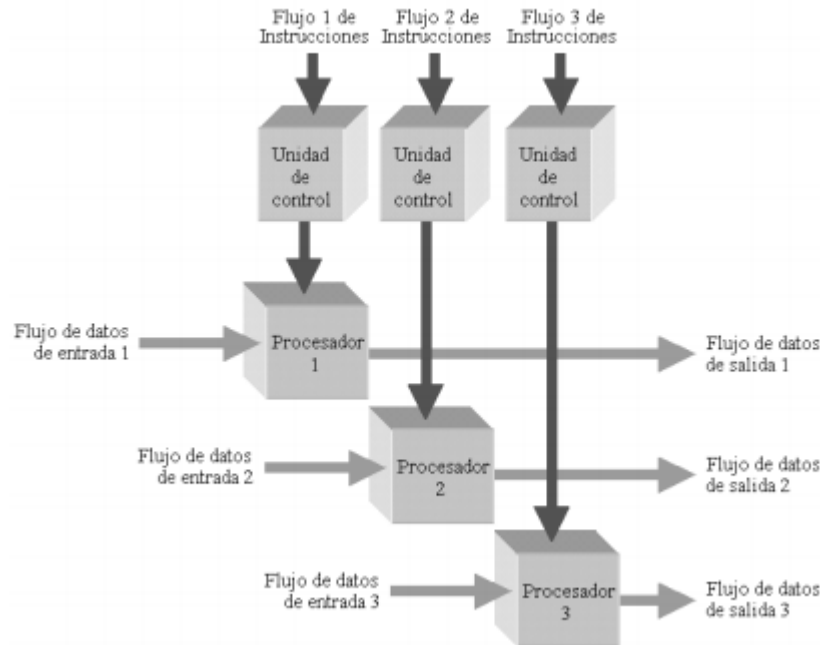 Flujo 1 de
Instrucciones
Flujo 2 de
Instrucciones
Flujo 3 de
Instrucciones
Unidad
de
control
Unidad
de
control
Unidad
de
control
Flujo de datos
de entrada 1
Procesador
1
Flujo de datos
de salida 1
Flujo de datos
de entrada 2
Procesador
2
Flujo de datos
de salida 2
Flujo de datos
de entrada 3
Procesador
3
Flujo de datos
de salida 3